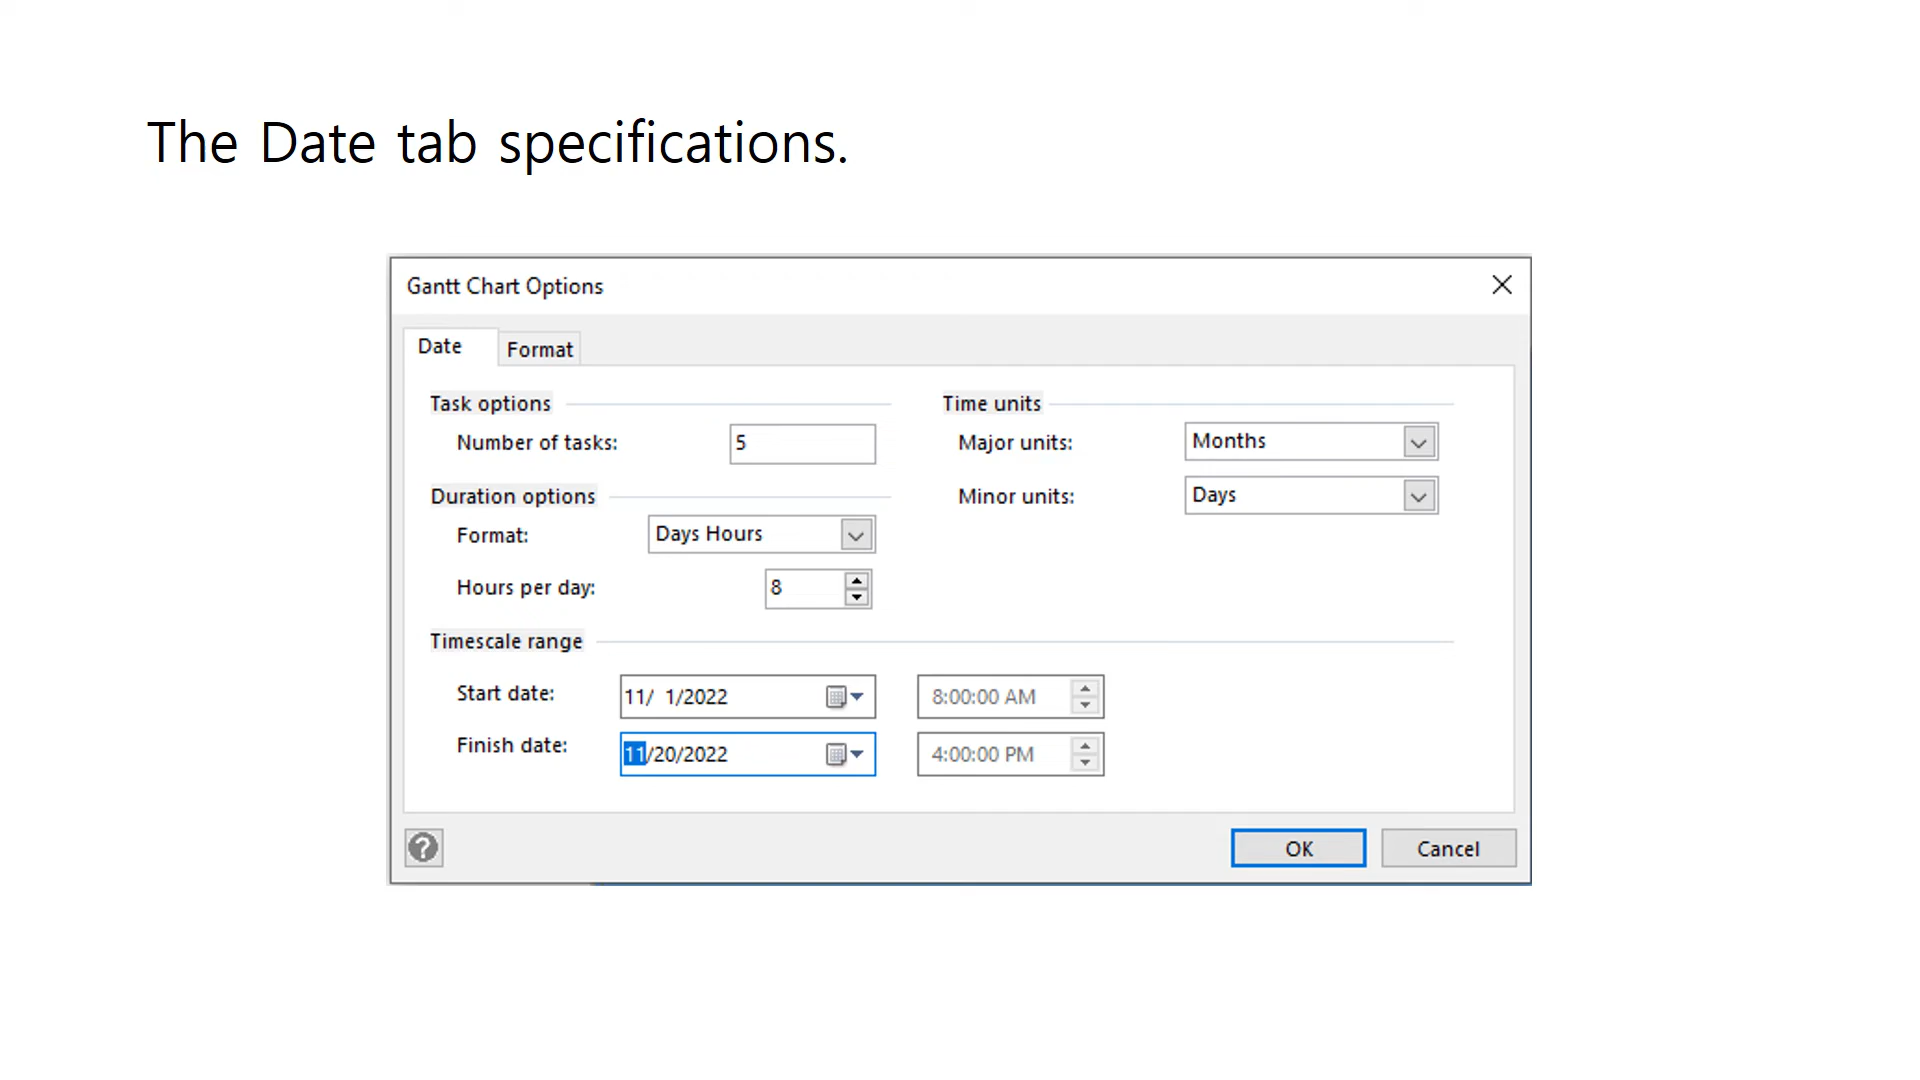 The Date tab specifications.
Gantt Chart Options
Date
Format
Task options
Number of tasks: 5
Duration options
Format: Days Hours
Hours per day: 8
Time units
Major units: Months
Minor units: Days
Timescale range
Start date: 11/ 1/2022 8:00:00 AM
Finish date: 11/20/2022 4:00:00 PM
?
OK
Cancel